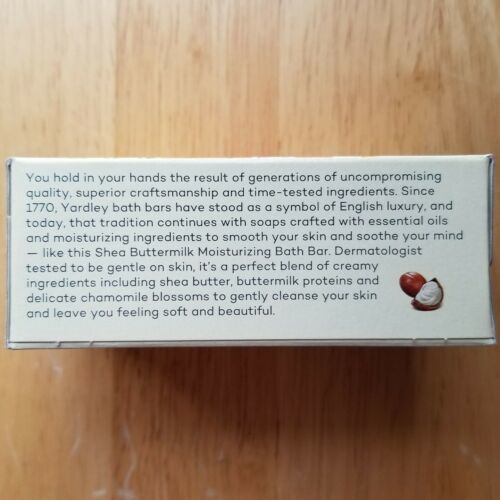 You hold in your hands the result of generations of uncompromising
quality, superior craftsmanship and time-tested ingredients. Since
1770, Yardley bath bars have stood as a symbol of English luxury, and
today, that tradition continues with soaps crafted with essential oils
and moisturizing ingredients to smooth your skin and soothe your mind
— like this Shea Buttermilk Moisturizing Bath Bar. Dermatologist
tested to be gentle on skin, it's a perfect blend of creamy
ingredients including shea butter, buttermilk proteins and
delicate chamomile blossoms to gently cleanse your skin
and leave you feeling soft and beautiful.